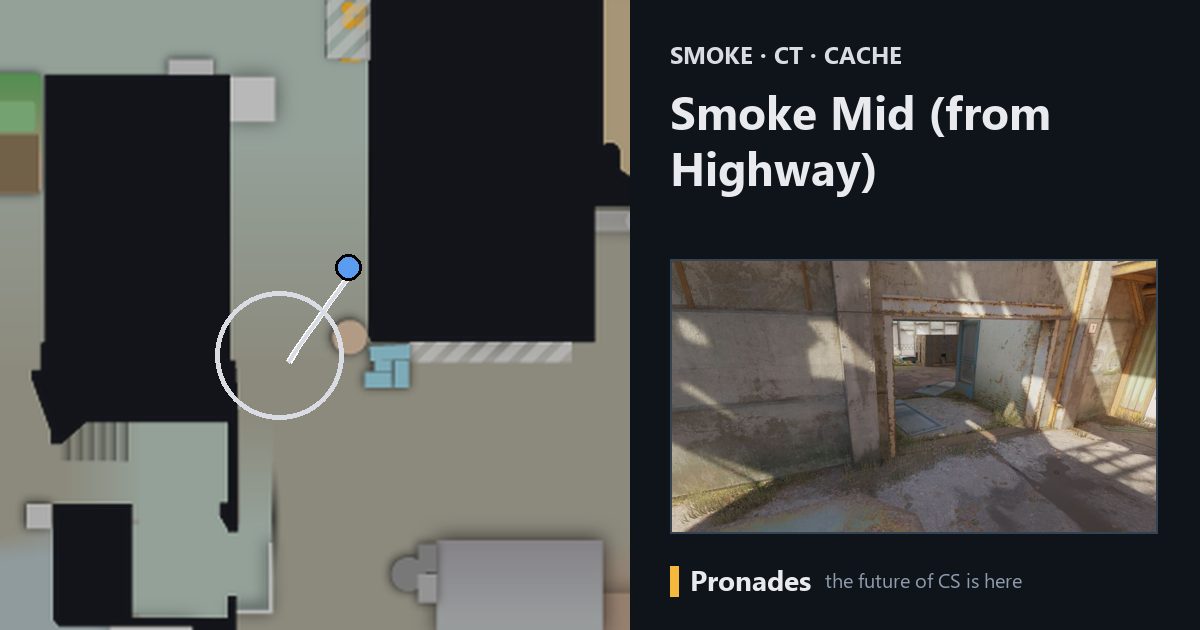 SMOKE · CT · CACHE
Smoke Mid (from
Highway)
Pronades the future of CS is here